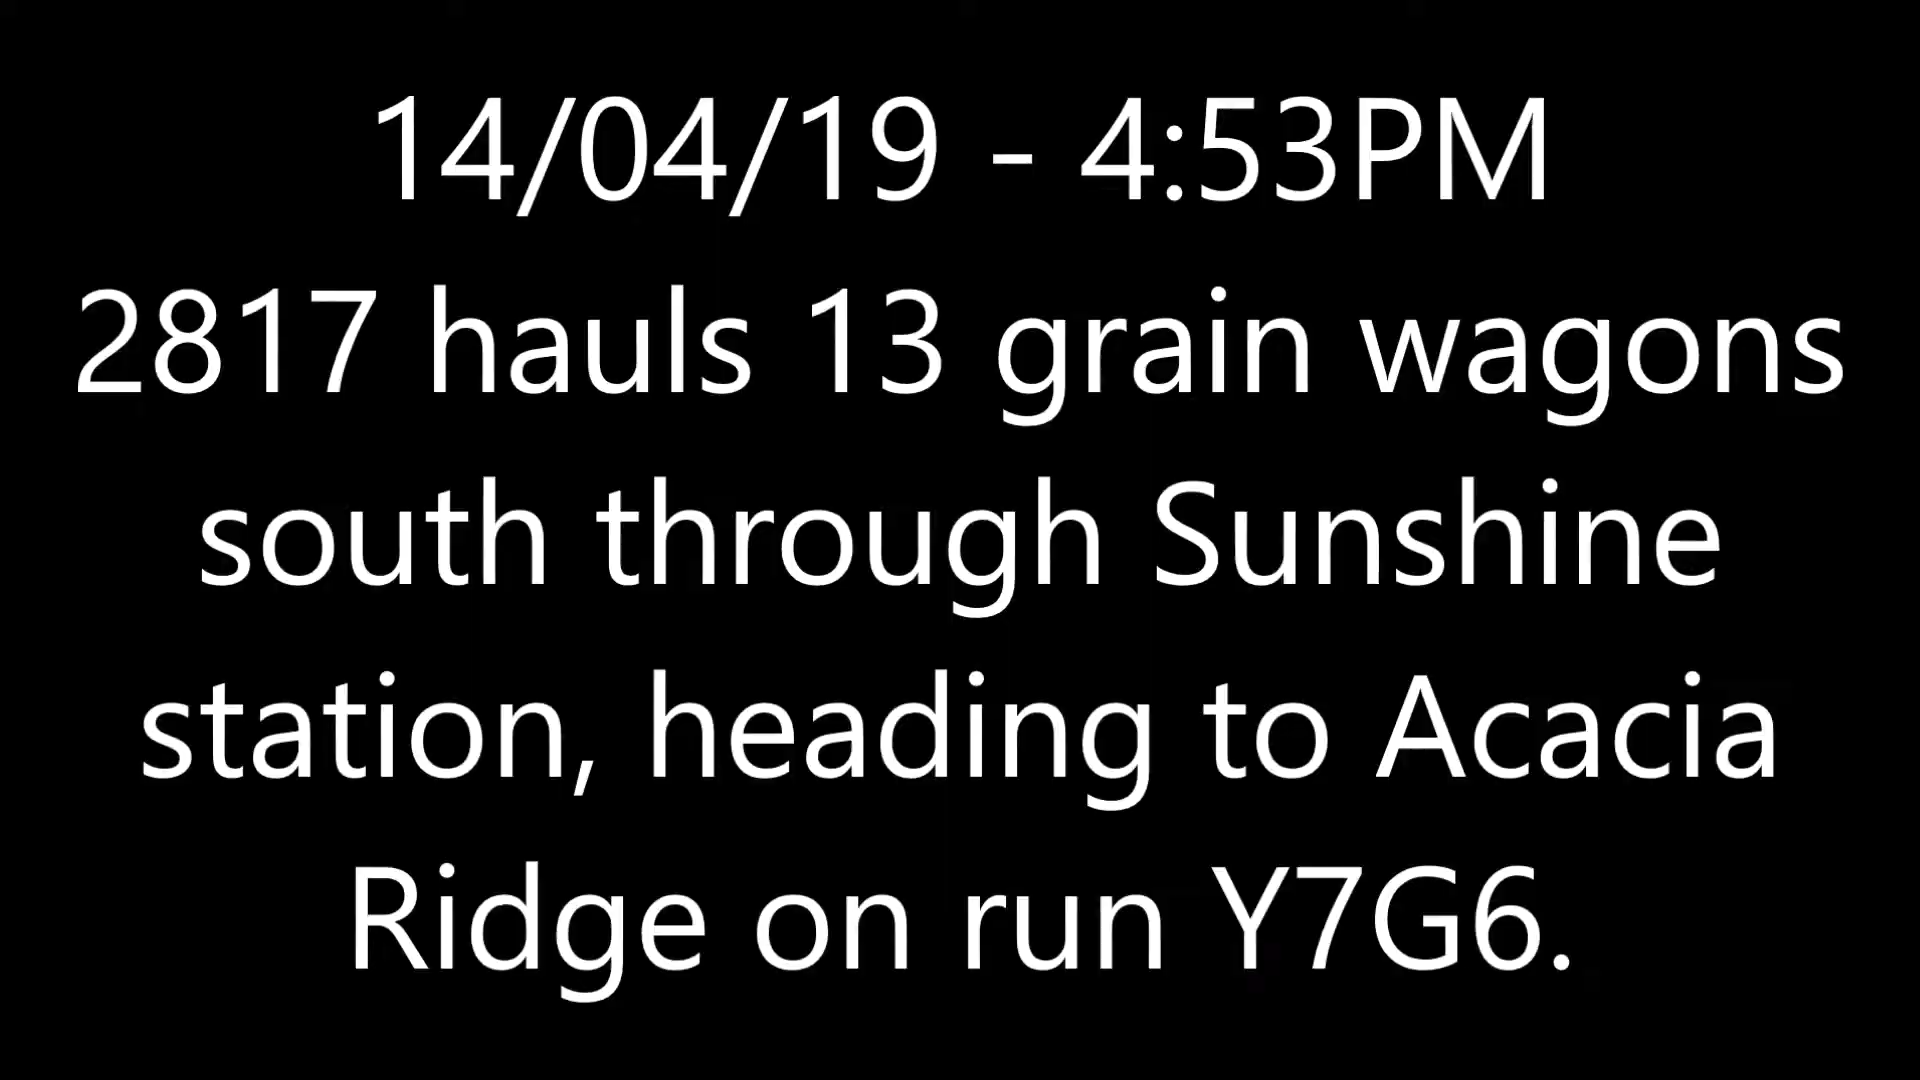 14/04/19 - 4:53PM
2817 hauls 13 grain wagons
south through Sunshine
station, heading to Acacia
Ridge on run Y7G6.